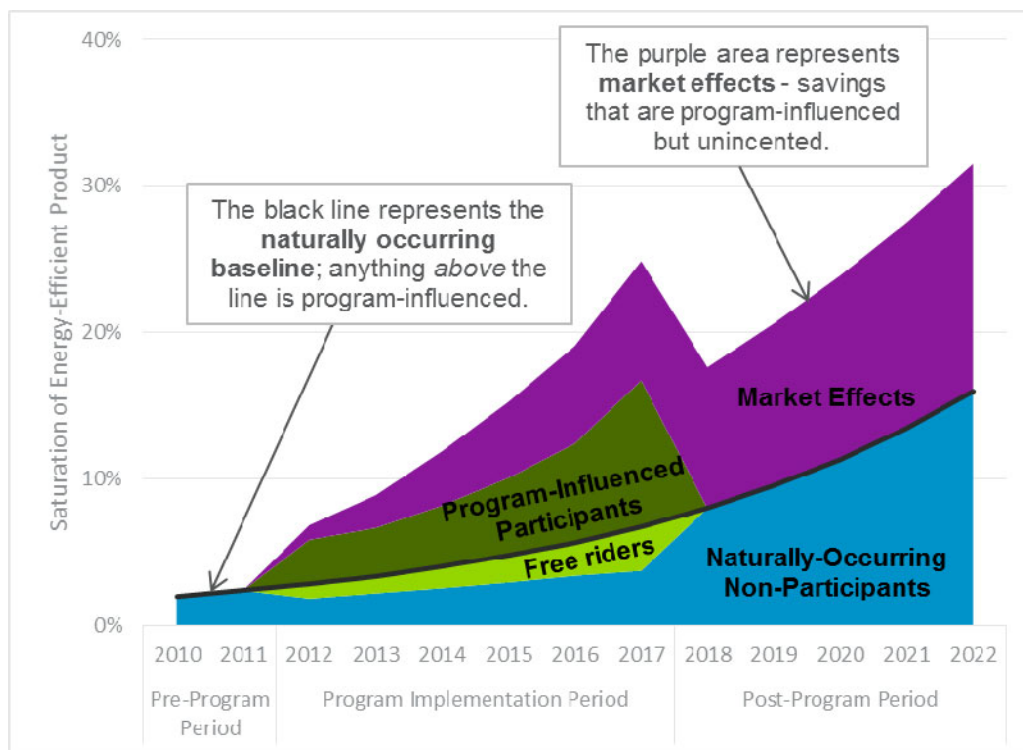 40%
The purple area represents
market effects - savings
that are program-influenced
but unincented.
30%
The black line represents the
naturally occurring
baseline; anything above the
line is program-influenced.
20%
10%
0%
Saturation of Energy-Efficient Product
Market Effects
Program-Influenced
Participants
Free riders
Naturally-Occurring
Non-Participants
2010 2011 2012 2013 2014 2015 2016 2017 2018 2019 2020 2021 2022
Pre-Program
Period
Program Implementation Period
Post-Program Period